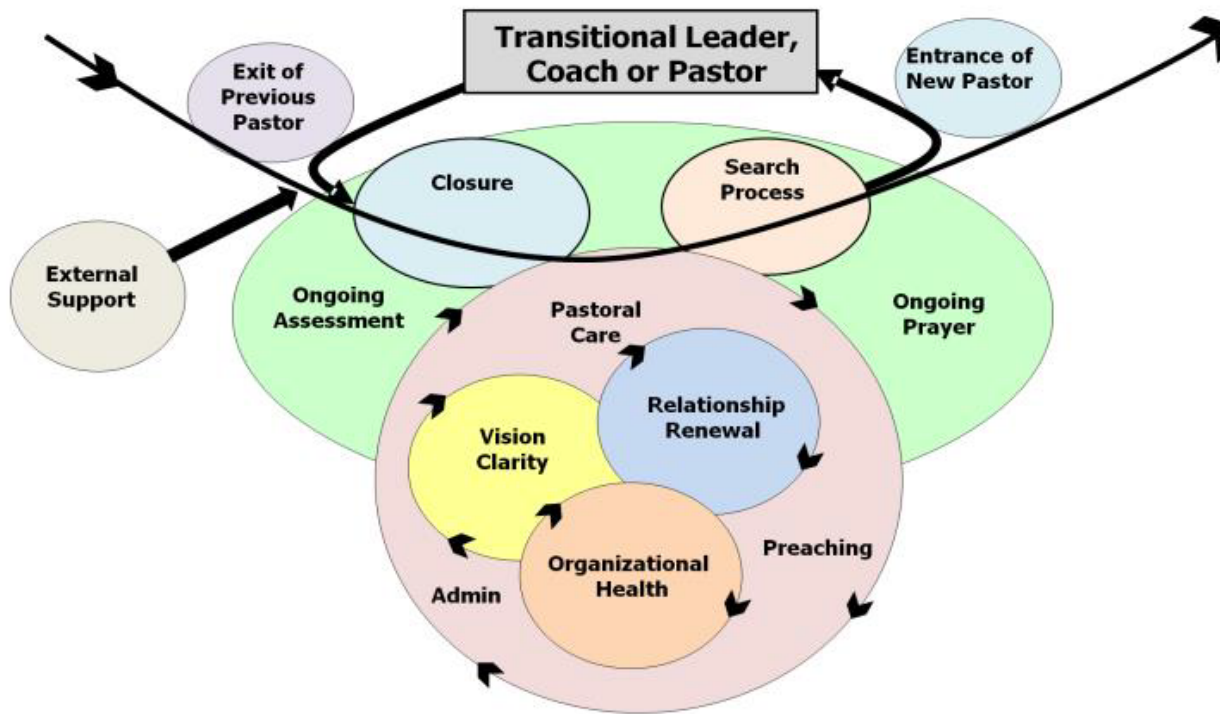 Transitional Leader,
Coach or Pastor
Exit of
Previous
Pastor
Entrance of
New Pastor
Closure
Search
Process
External
Support
Ongoing
Assessment
Ongoing
Prayer
Pastoral
Care
Relationship
Renewal
Vision
Clarity
Organizational
Health
Preaching
Admin